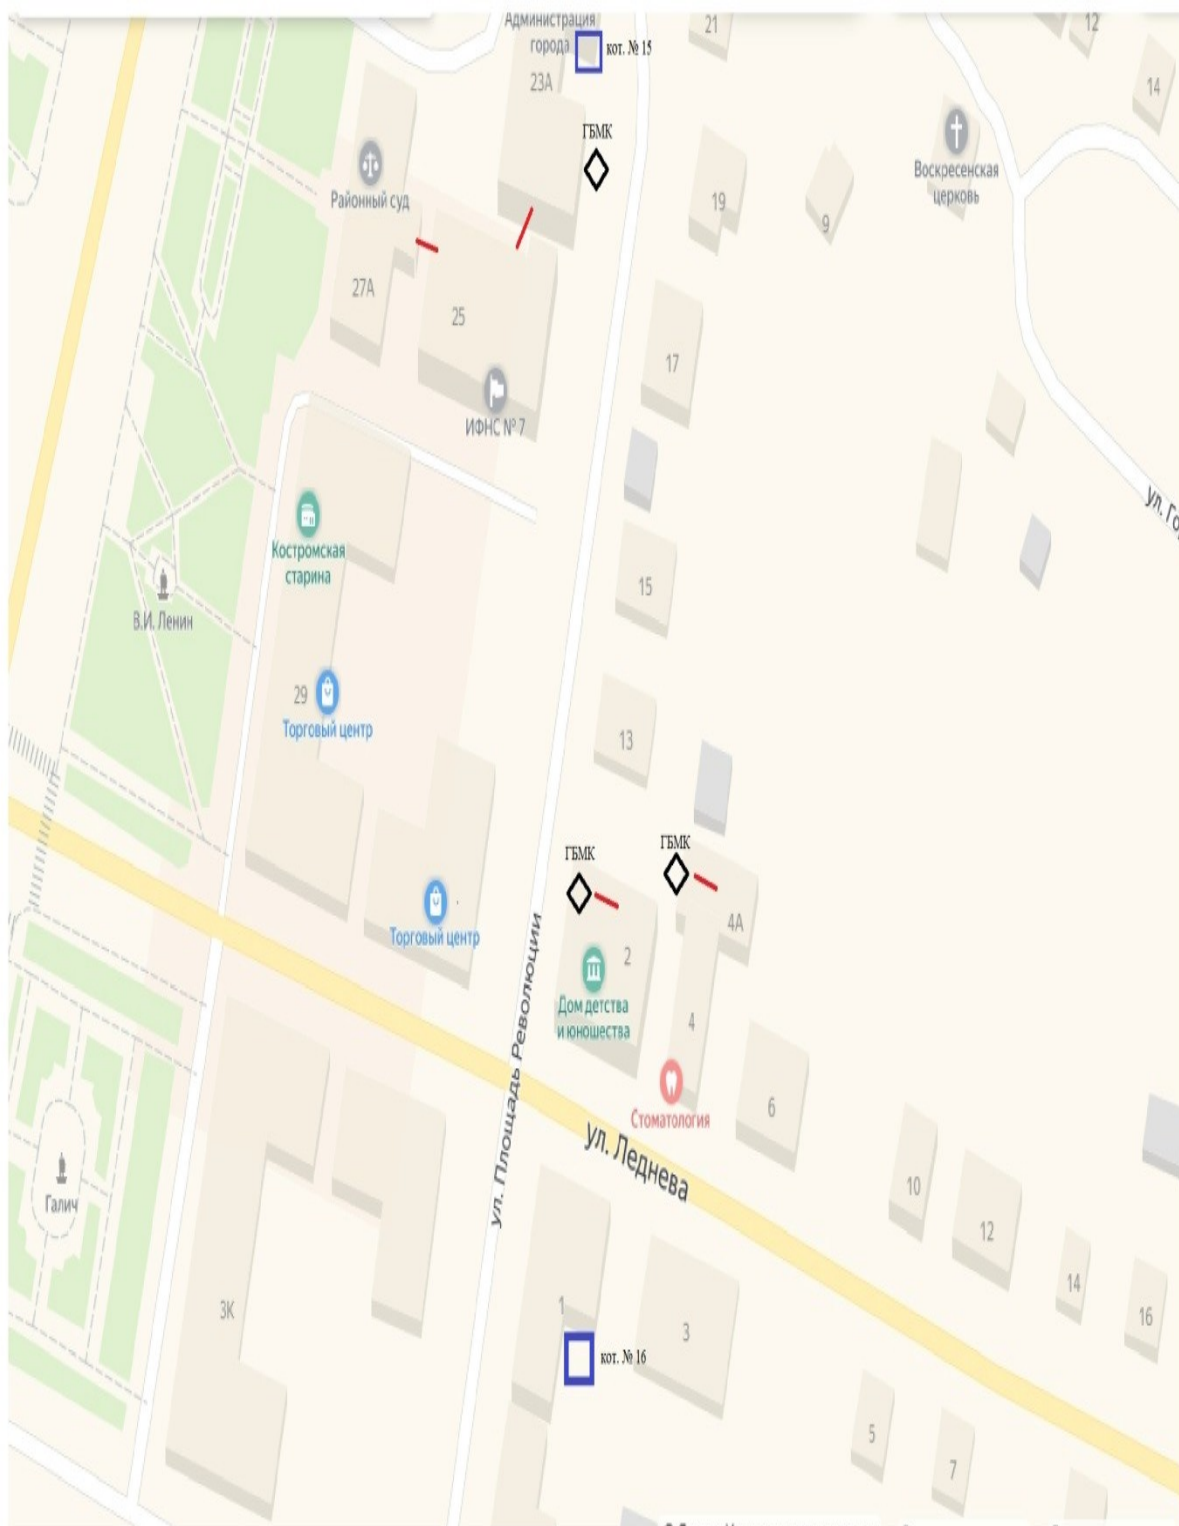 Администрация
города
кот. № 15
21
12
23А
14
ГБМК
Районный суд
Воскресенская
церковь
19
9
27А
25
17
ИФНС № 7
ул. Го
Костромская
старина
15
В.И. Ленин
29
Торговый центр
13
ГБМК
ГБМК
Торговый центр
4А
2
Дом детства
и юношества
4
ул. Площадь Революции
Стоматология
6
ул. Леднева
Галич
10
12
14
16
3К
1
3
кот. № 16
5
7